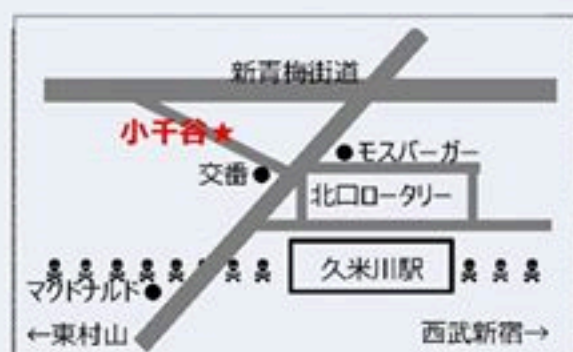 新青梅街道
小千谷★
モスバーガー
交番
北口ロータリー
久米川駅
マクドナルド
←東村山
西武新宿→